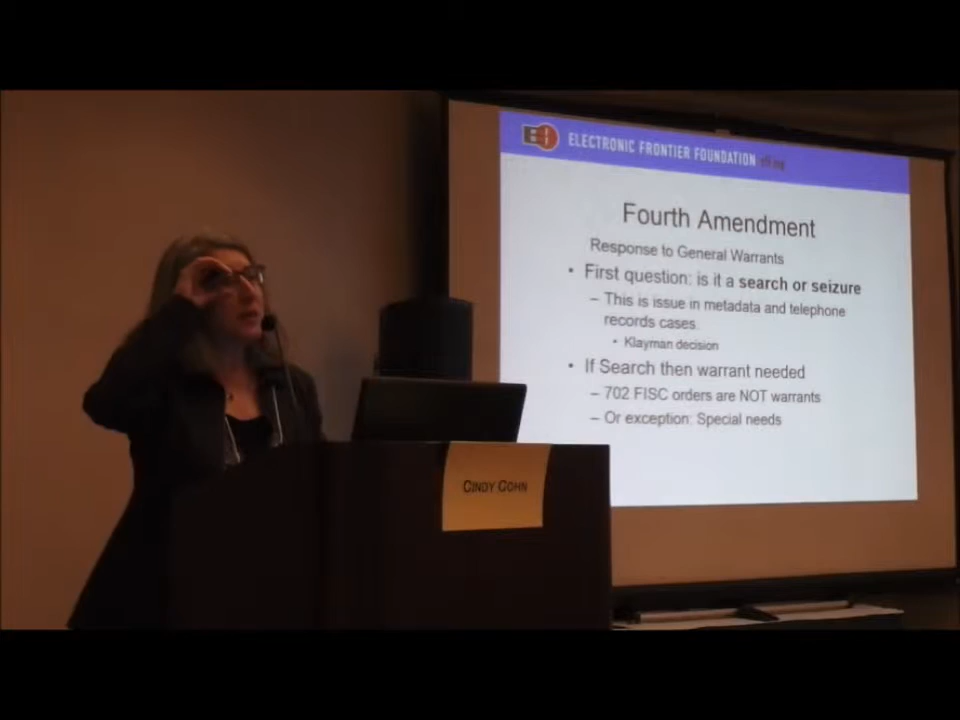 ELECTRONIC FRONTIER FOUNDATION eff.org
Fourth Amendment
Response to General Warrants
• First question: is it a search or seizure
– This is issue in metadata and telephone
records cases.
• Klayman decision
• If Search then warrant needed
– 702 FISC orders are NOT warrants
– Or exception: Special needs
CINDY COHN